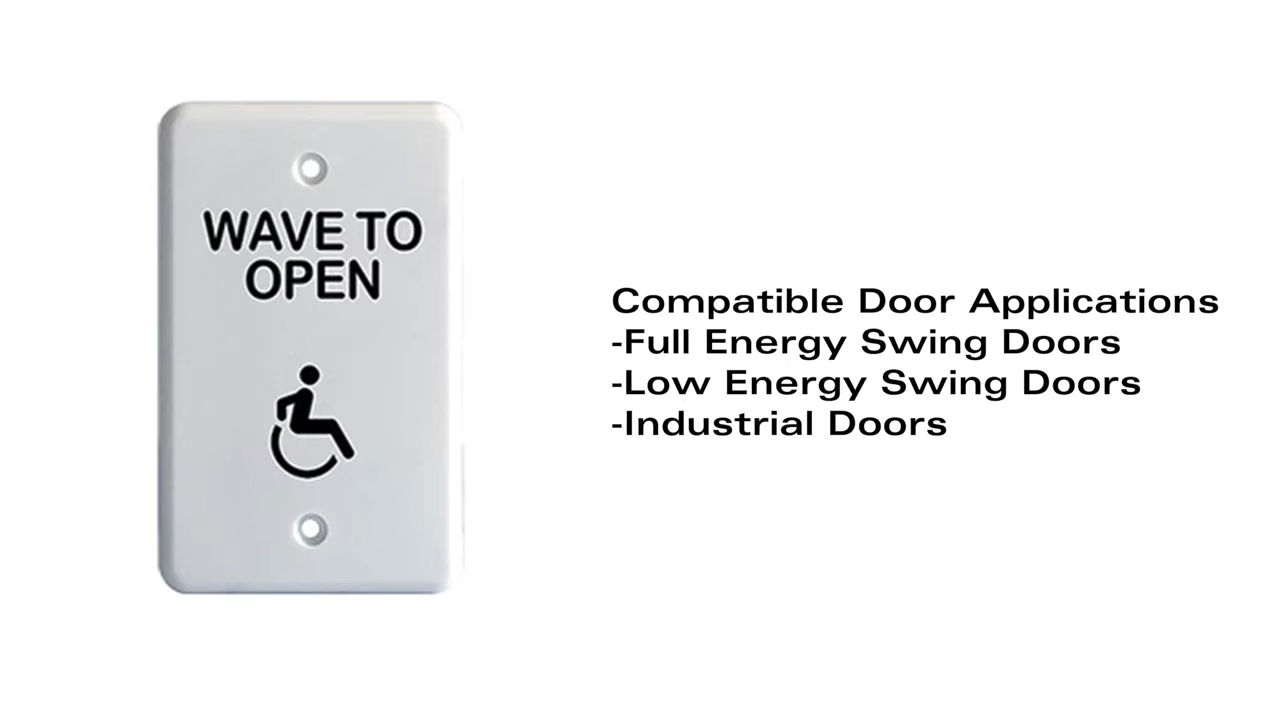 WAVE TO
OPEN
Compatible Door Applications
-Full Energy Swing Doors
-Low Energy Swing Doors
-Industrial Doors